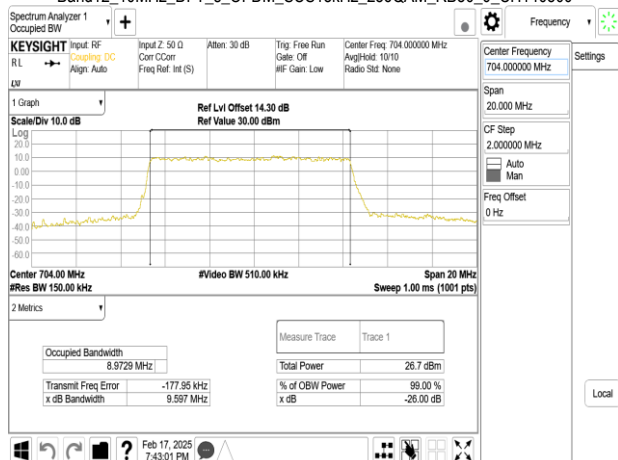 Spectrum Analyzer 1
Occupied BW
+
Frequency
KEYSIGHT
RL
LXI
Input: RF
Coupling: DC
Align: Auto
Input Z: 50 Ω
Corr CCorr
Freq Ref: Int (S)
Atten: 30 dB
Trig: Free Run
Gate: Off
#IF Gain: Low
Center Freq: 704.000000 MHz
Avg|Hold: 10/10
Radio Std: None
Center Frequency
704.000000 MHz
Settings
Span
20.000 MHz
CF Step
2.000000 MHz
Auto
Man
Freq Offset
0 Hz
Local
1 Graph
Scale/Div 10.0 dB
Ref Lvl Offset 14.30 dB
Ref Value 30.00 dBm
Log
20.0
10.0
0.00
-10.0
-20.0
-30.0
-40.0
-50.0
-60.0
Center 704.00 MHz
#Video BW 510.00 kHz
Span 20 MHz
#Res BW 150.00 kHz
Sweep 1.00 ms (1001 pts)
2 Metrics
Measure Trace
Trace 1
Occupied Bandwidth
8.9729 MHz
Total Power
26.7 dBm
Transmit Freq Error
-177.95 kHz
% of OBW Power
99.00 %
x dB Bandwidth
9.597 MHz
x dB
-26.00 dB
?
Feb 17, 2025
7:43:01 PM